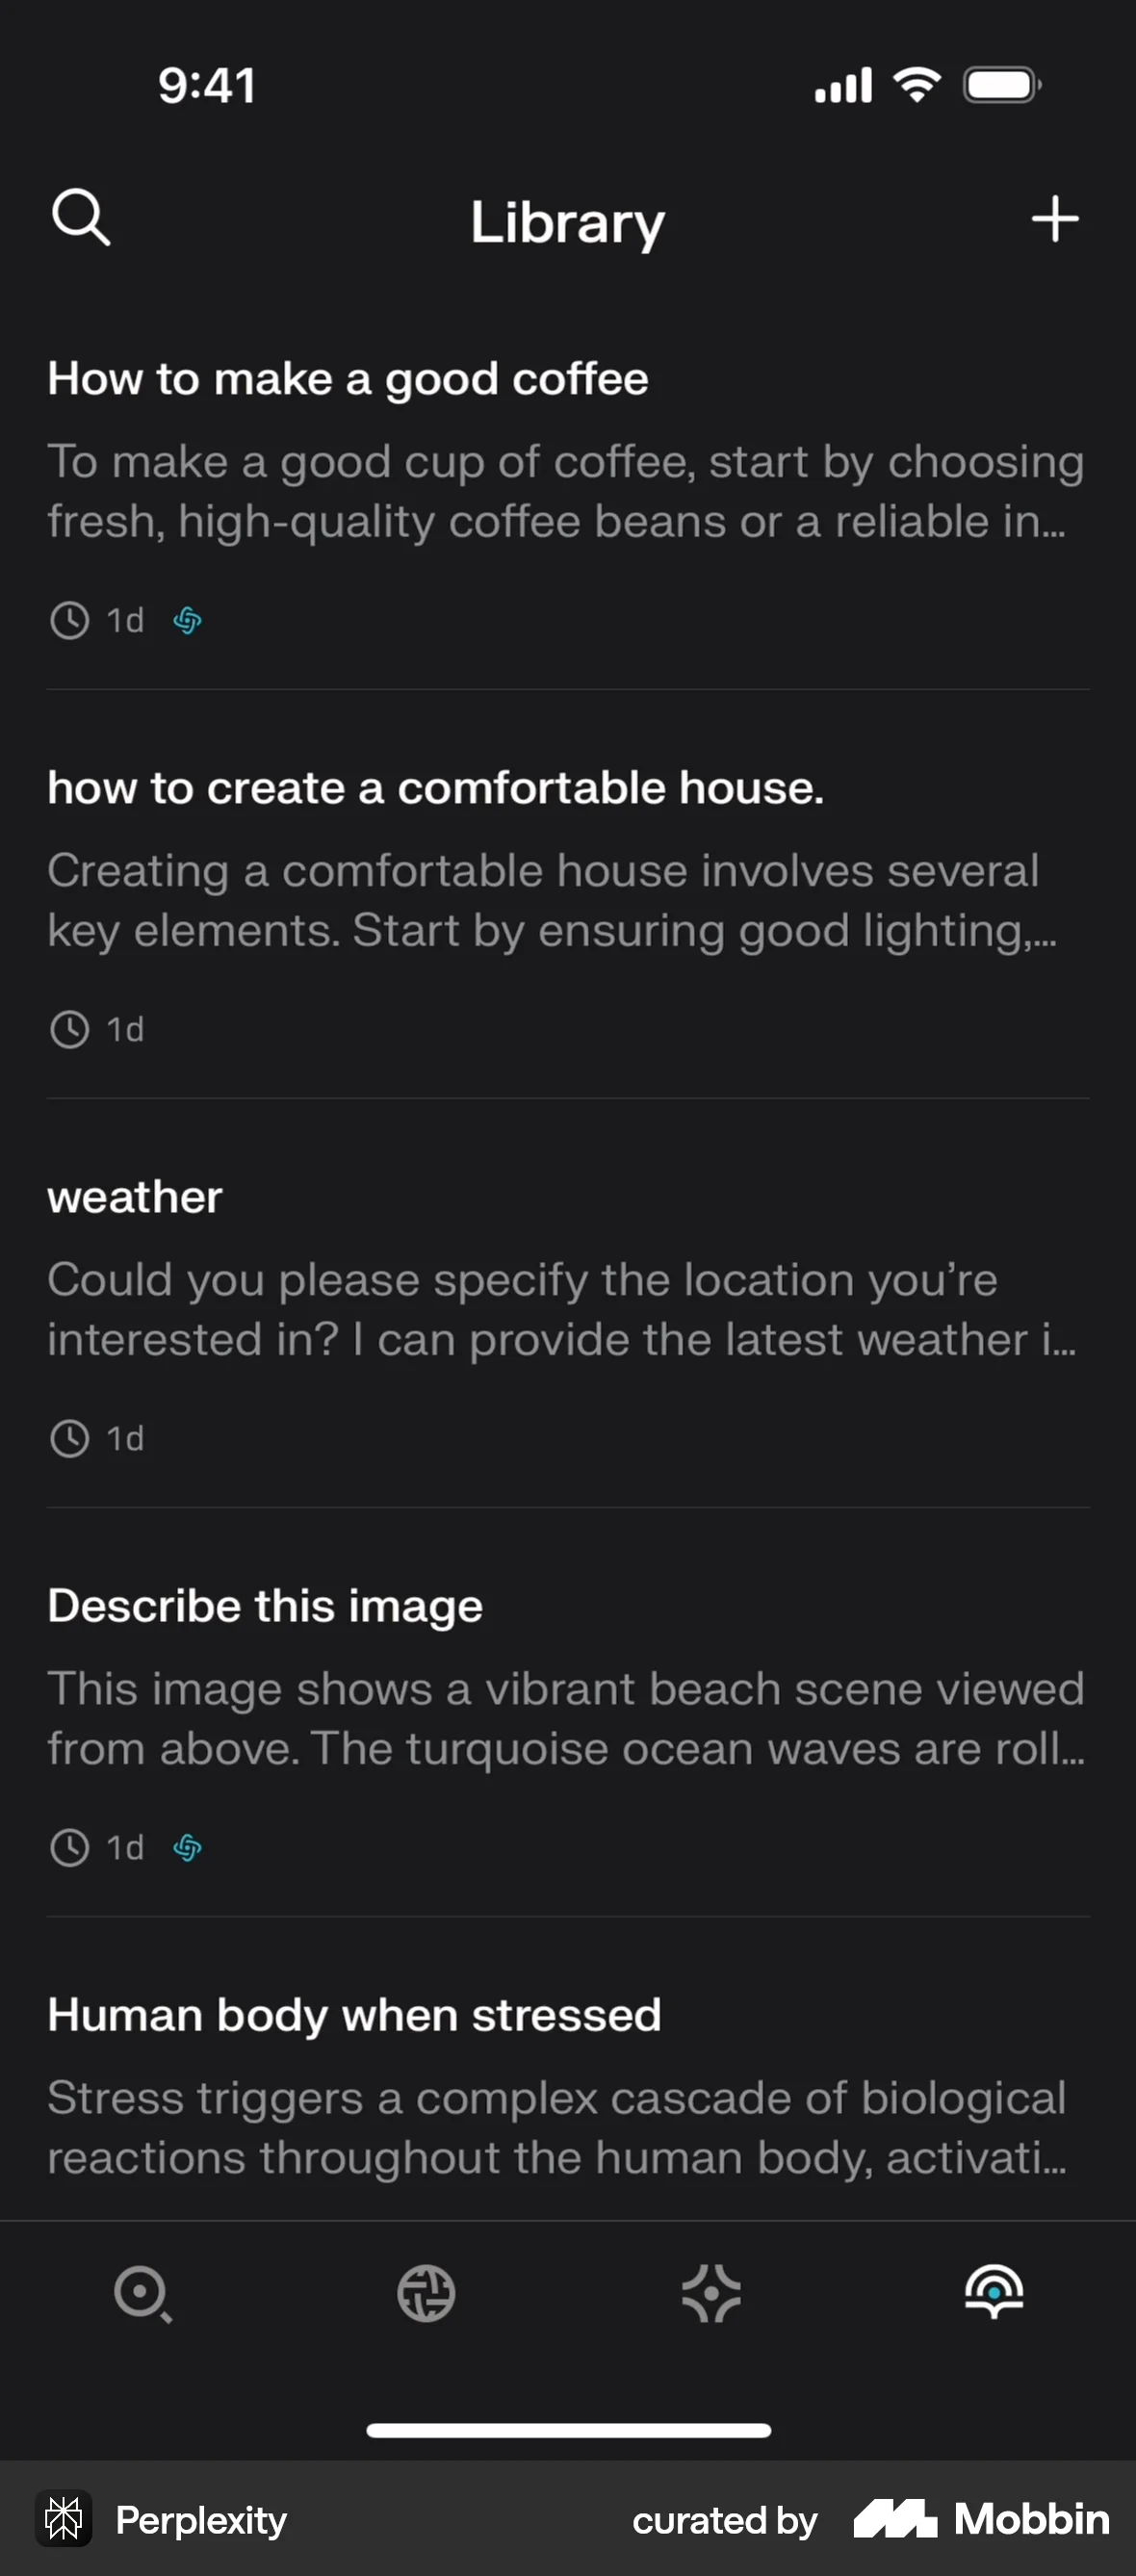 9:41
Library
How to make a good coffee
To make a good cup of coffee, start by choosing
fresh, high-quality coffee beans or a reliable in...
1d
how to create a comfortable house.
Creating a comfortable house involves several
key elements. Start by ensuring good lighting,...
1d
weather
Could you please specify the location you’re
interested in? I can provide the latest weather i...
1d
Describe this image
This image shows a vibrant beach scene viewed
from above. The turquoise ocean waves are roll...
1d
Human body when stressed
Stress triggers a complex cascade of biological
reactions throughout the human body, activati...
Perplexity
curated by Mobbin